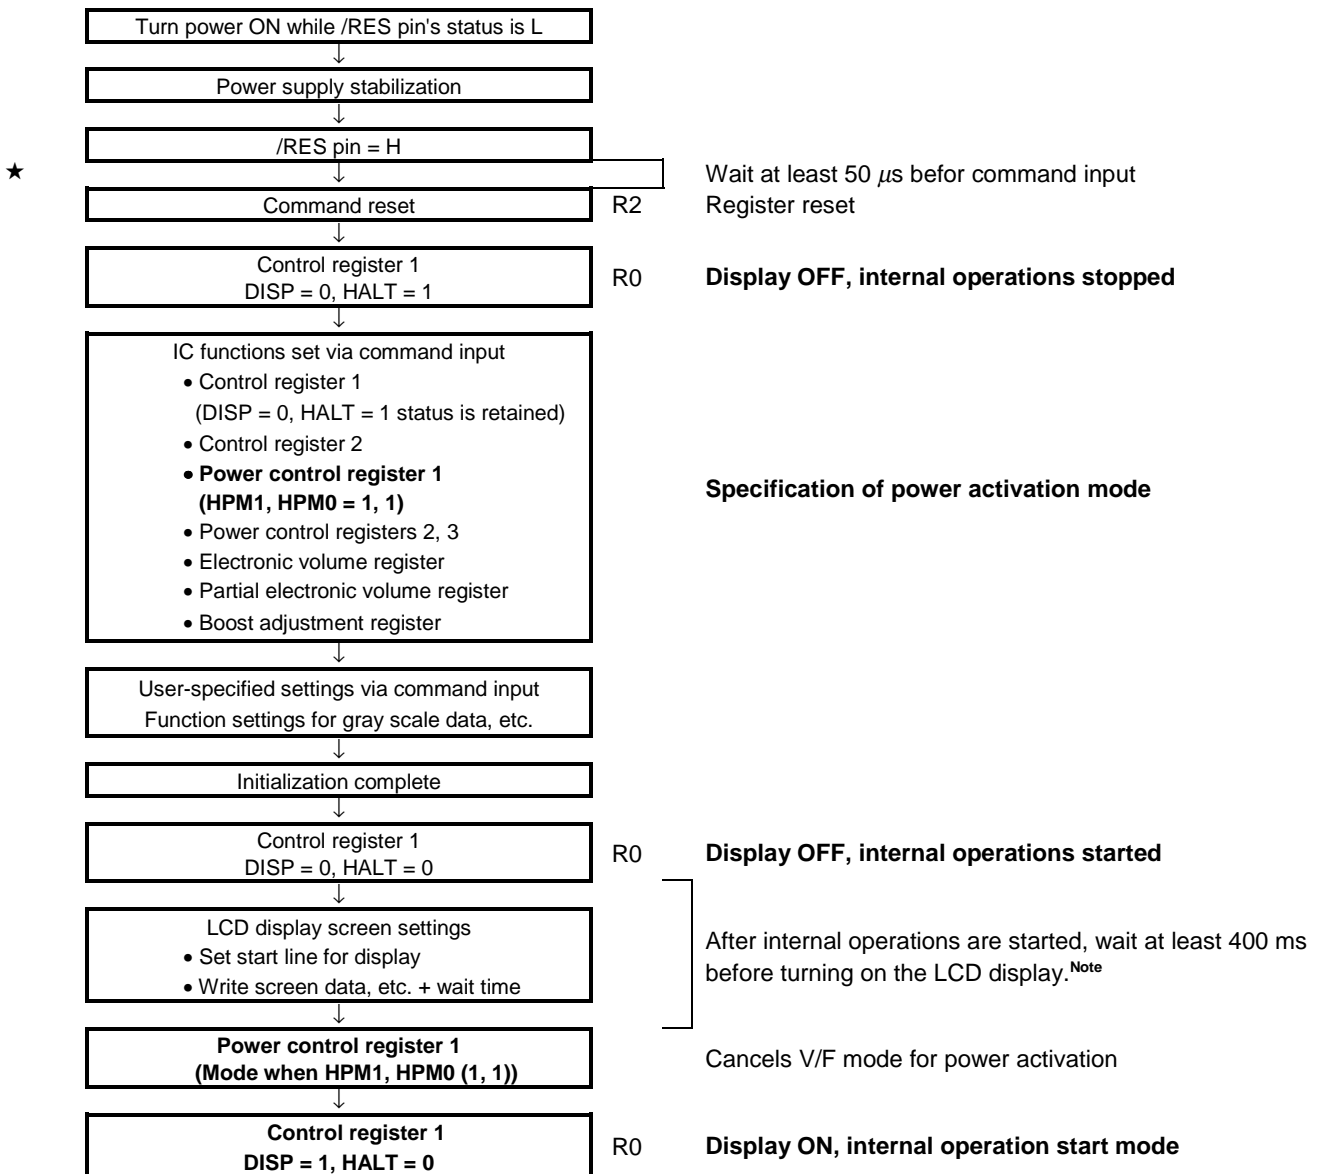 Turn power ON while /RES pin's status is L
↓
Power supply stabilization
↓
/RES pin = H
★ ↓ Wait at least 50 μs befor command input
Command reset R2 Register reset
↓
Control register 1
DISP = 0, HALT = 1 R0 Display OFF, internal operations stopped
↓
IC functions set via command input
• Control register 1
(DISP = 0, HALT = 1 status is retained)
• Control register 2
• Power control register 1
(HPM1, HPM0 = 1, 1) Specification of power activation mode
• Power control registers 2, 3
• Electronic volume register
• Partial electronic volume register
• Boost adjustment register
↓
User-specified settings via command input
Function settings for gray scale data, etc.
↓
Initialization complete
↓
Control register 1
DISP = 0, HALT = 0 R0 Display OFF, internal operations started
↓
LCD display screen settings
• Set start line for display
• Write screen data, etc. + wait time
After internal operations are started, wait at least 400 ms
before turning on the LCD display.Note
↓
Power control register 1
(Mode when HPM1, HPM0 (1, 1)) Cancels V/F mode for power activation
↓
Control register 1
DISP = 1, HALT = 0 R0 Display ON, internal operation start mode